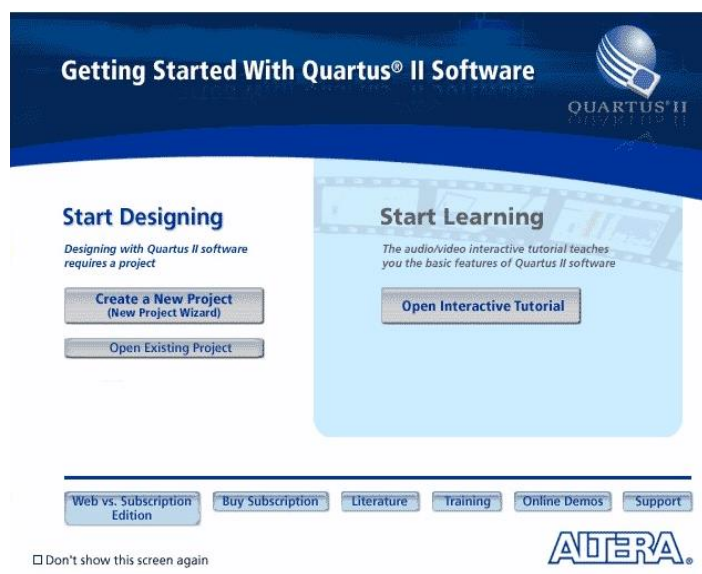 Getting Started With Quartus® II Software
QUARTUS®II
Start Designing
Designing with Quartus II software
requires a project
Create a New Project
(New Project Wizard)
Open Existing Project
Start Learning
The audio/video interactive tutorial teaches
you the basic features of Quartus II software
Open Interactive Tutorial
Web vs. Subscription
Edition
Buy Subscription
Literature
Training
Online Demos
Support
Don't show this screen again
ALTERA®